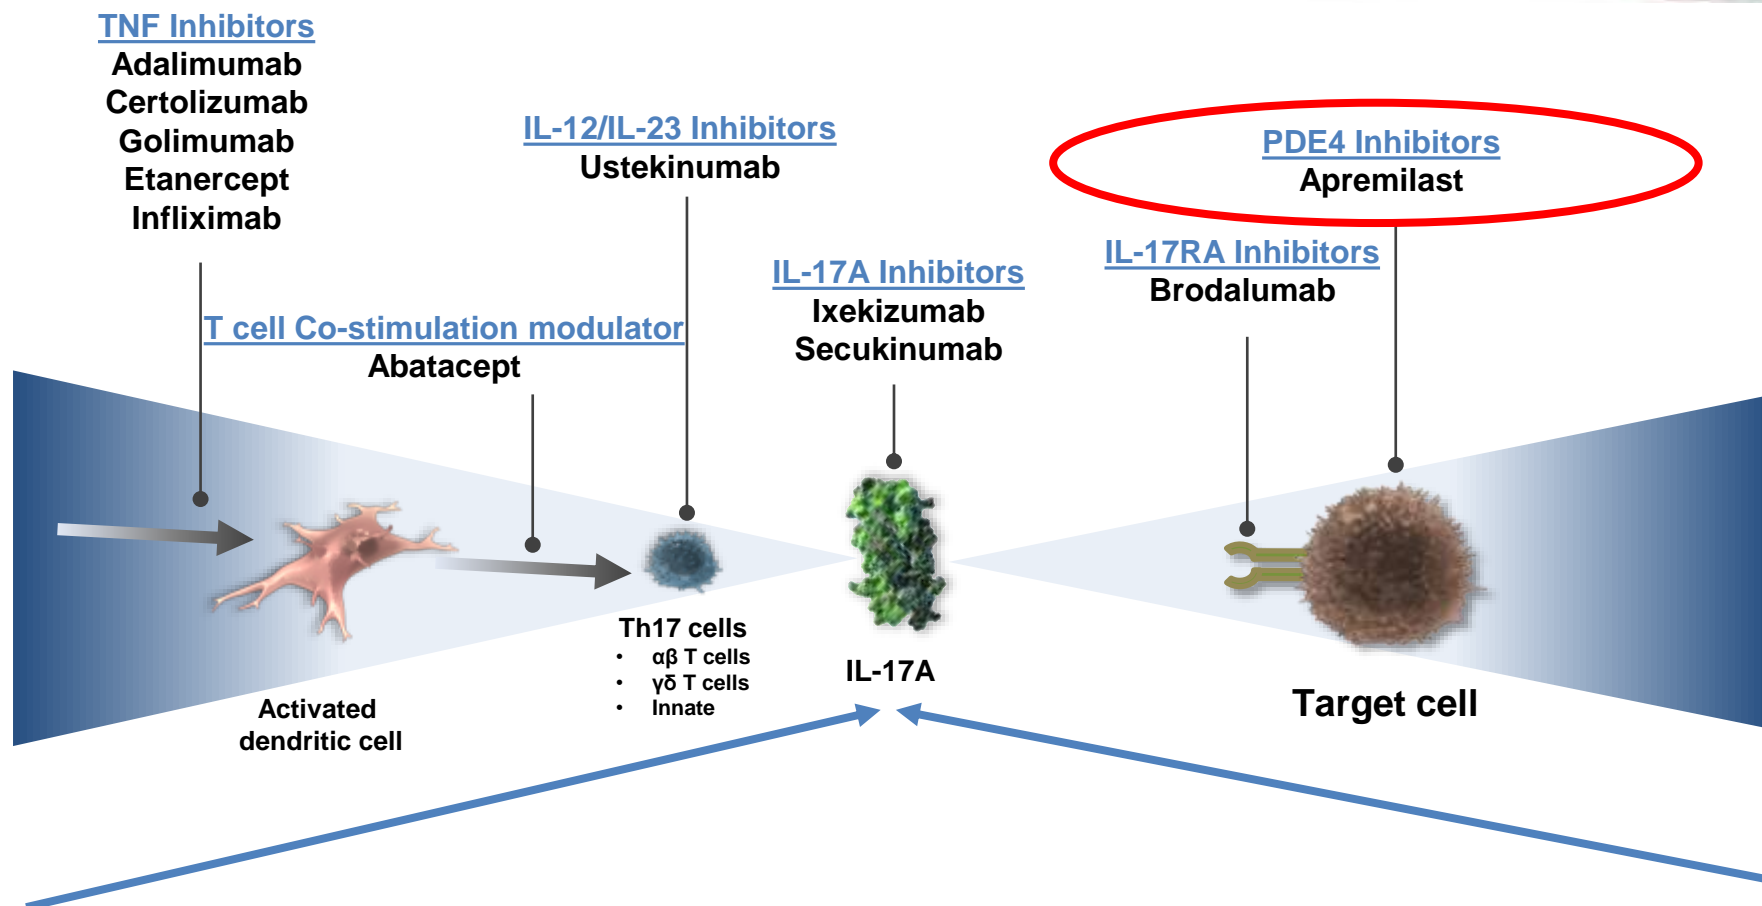 TNF Inhibitors
Adalimumab
Certolizumab
Golimumab
Etanercept
Infliximab
T cell Co-stimulation modulator
Abatacept
IL-12/IL-23 Inhibitors
Ustekinumab
IL-17A Inhibitors
Ixekizumab
Secukinumab
IL-17RA Inhibitors
Brodalumab
PDE4 Inhibitors
Apremilast
Activated
dendritic cell
Th17 cells
• αβ T cells
• γδ T cells
• Innate
IL-17A
Target cell